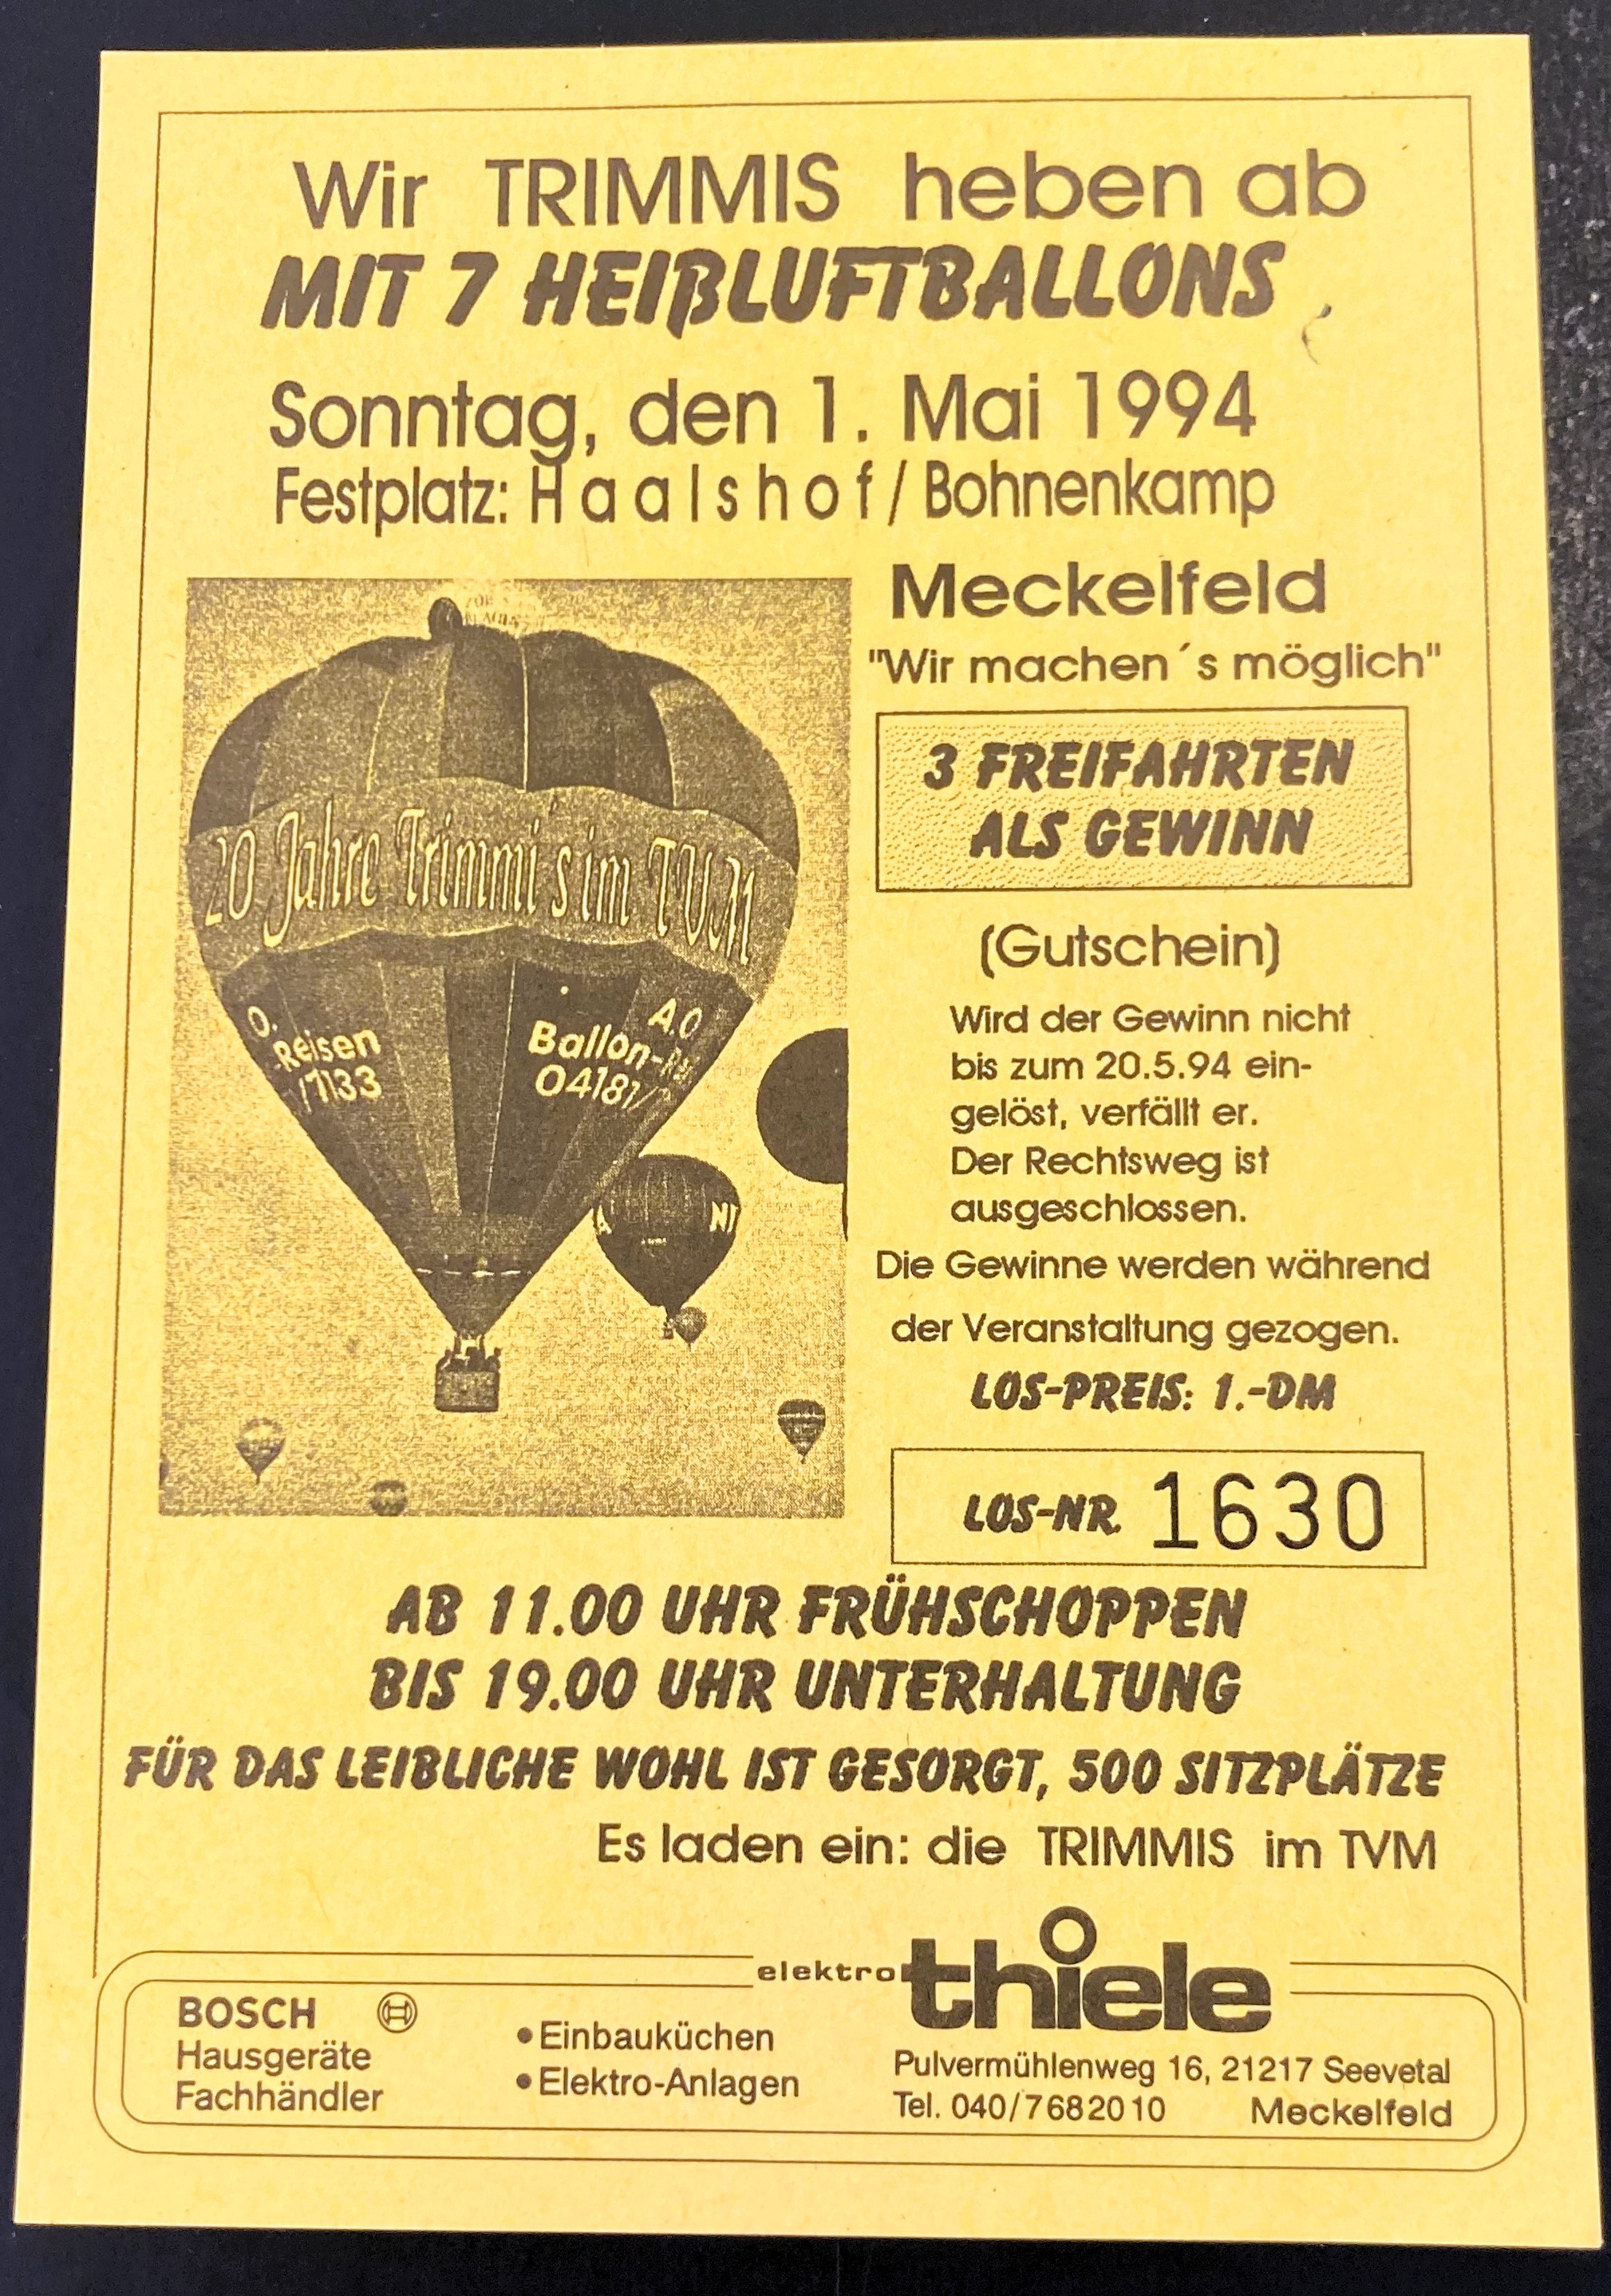 Wir TRIMMIS heben ab
MIT 7 HEIßLUFTBALLONS
Sonntag, den 1. Mai 1994
Festplatz: Haalshof / Bohnenkamp
Meckelfeld
"Wir machen´s möglich"
3 FREIFAHRTEN
ALS GEWINN
(Gutschein)
Wird der Gewinn nicht
bis zum 20.5.94 ein-
gelöst, verfällt er.
Der Rechtsweg ist
ausgeschlossen.
Die Gewinne werden während
der Veranstaltung gezogen.
LOS-PREIS: 1.-DM
LOS-NR. 1630
20 Jahre Trimmi's im TVM
O.
-Reisen
/7133
A.O
Ballon-
04181/
A NI
AB 11.00 UHR FRÜHSCHOPPEN
BIS 19.00 UHR UNTERHALTUNG
FÜR DAS LEIBLICHE WOHL IST GESORGT, 500 SITZPLÄTZE
Es laden ein: die TRIMMIS im TVM
elektro thiele
BOSCH
Hausgeräte
Fachhändler
• Einbauküchen
• Elektro-Anlagen
Pulvermühlenweg 16, 21217 Seevetal
Tel. 040/7682010 Meckelfeld